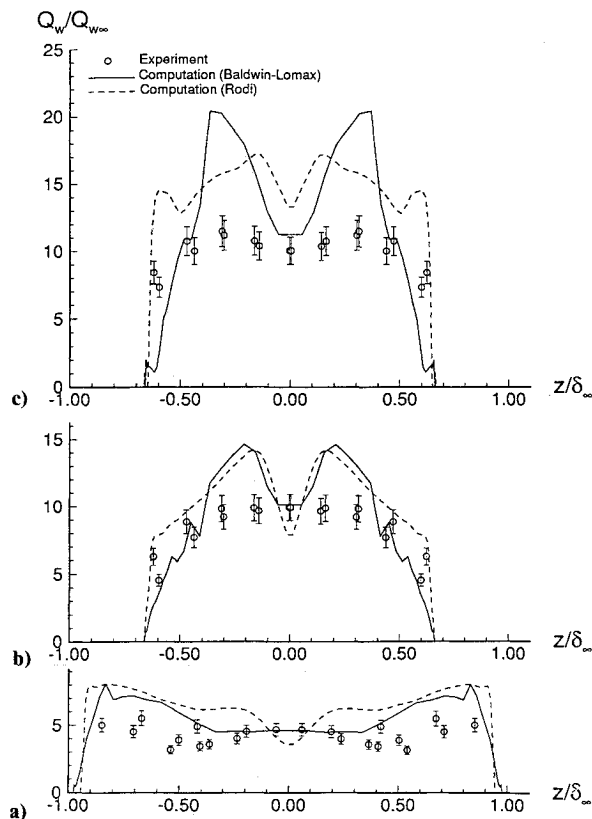 Q_w/Q_w∞
25
Experiment
Computation (Baldwin-Lomax)
Computation (Rodi)
20
15
10
5
0
c)
-1.00 -0.50 0.00 0.50 1.00
z/δ∞
15
10
5
0
b)
-1.00 -0.50 0.00 0.50 1.00
z/δ∞
5
0
a)
-1.00 -0.50 0.00 0.50 1.00
z/δ∞